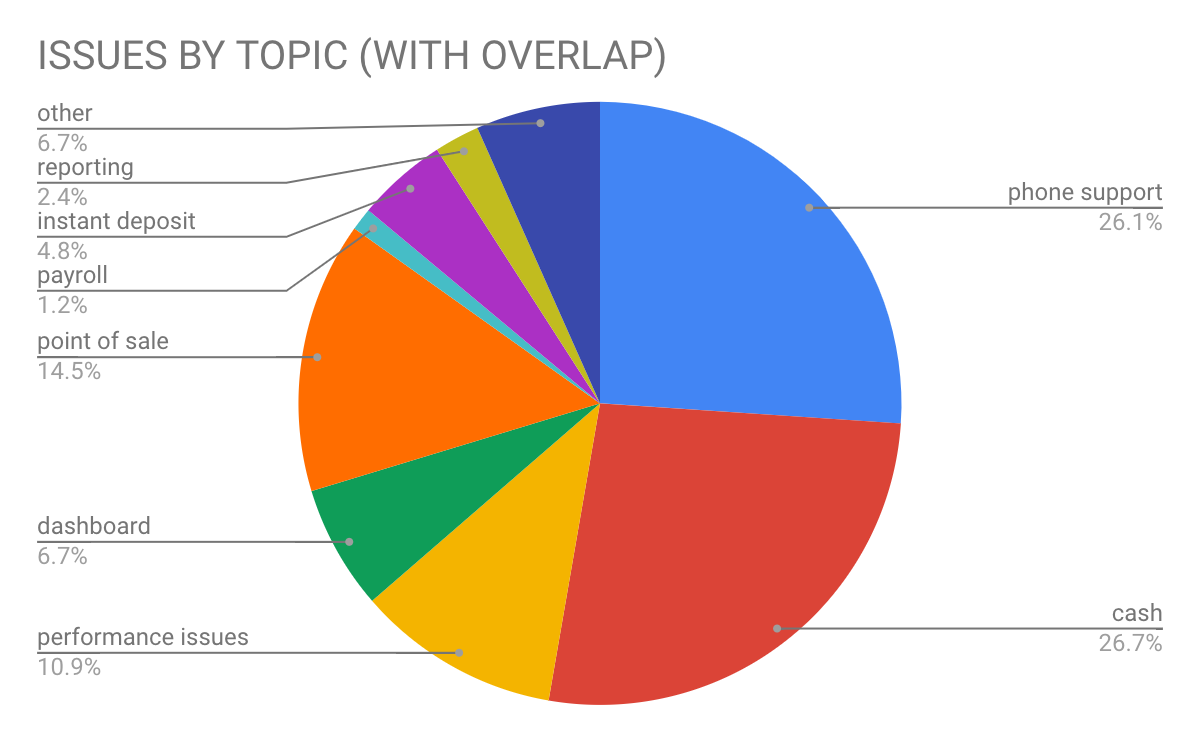 ISSUES BY TOPIC (WITH OVERLAP)
other
6.7%
reporting
2.4%
instant deposit
4.8%
payroll
1.2%
point of sale
14.5%
dashboard
6.7%
performance issues
10.9%
phone support
26.1%
cash
26.7%